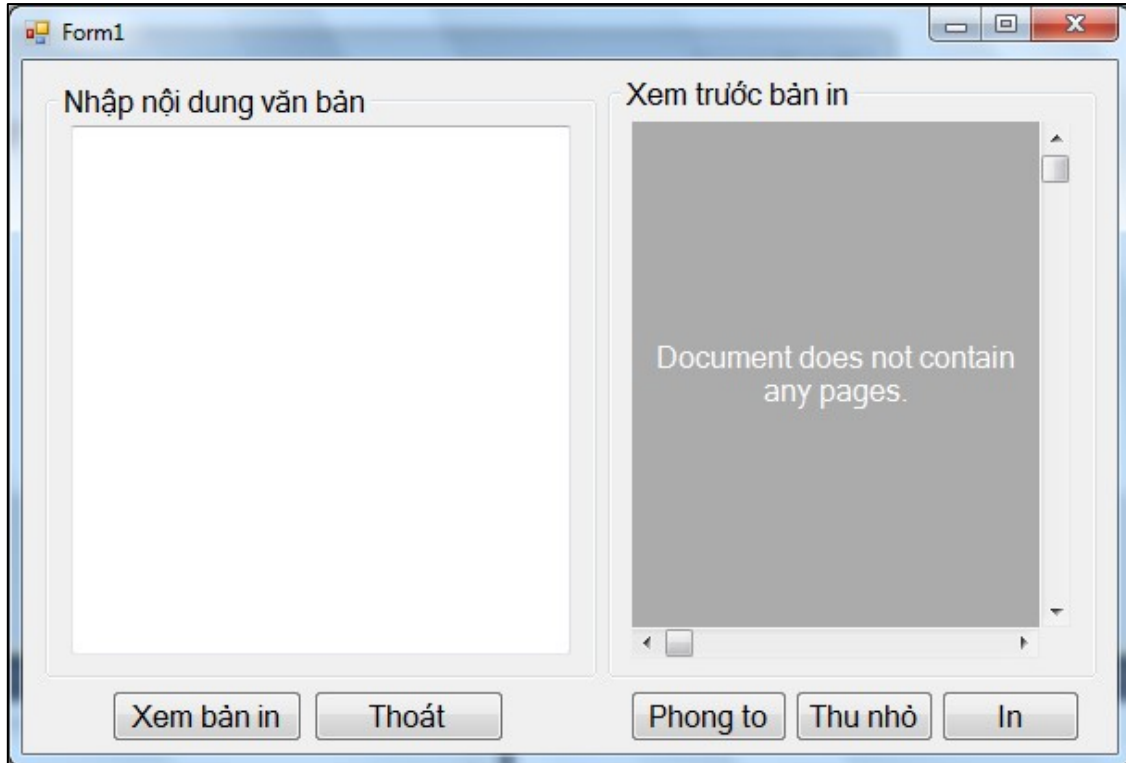 Form1
Nhập nội dung văn bản
Xem trước bản in
Document does not contain
any pages.
Xem bản in
Thoát
Phong to
Thu nhỏ
In